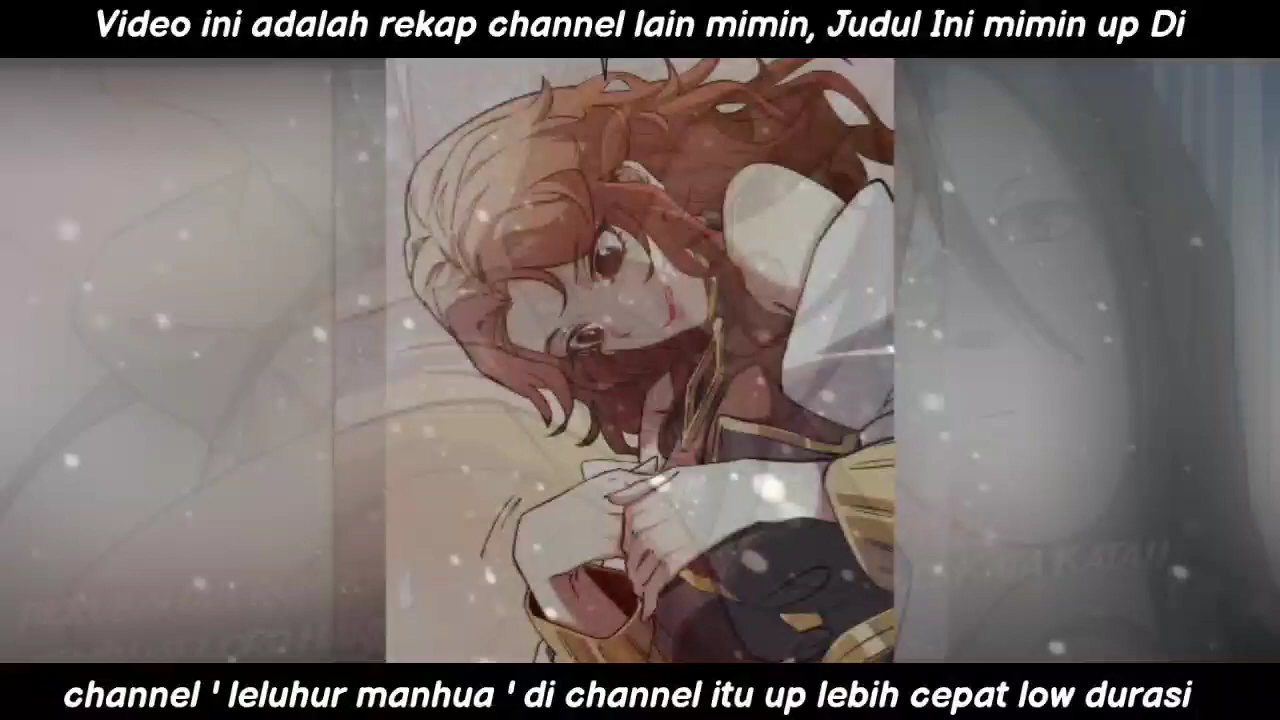 Video ini adalah rekap channel lain mimin, Judul Ini mimin up Di
channel ' leluhur manhua ' di channel itu up lebih cepat low durasi